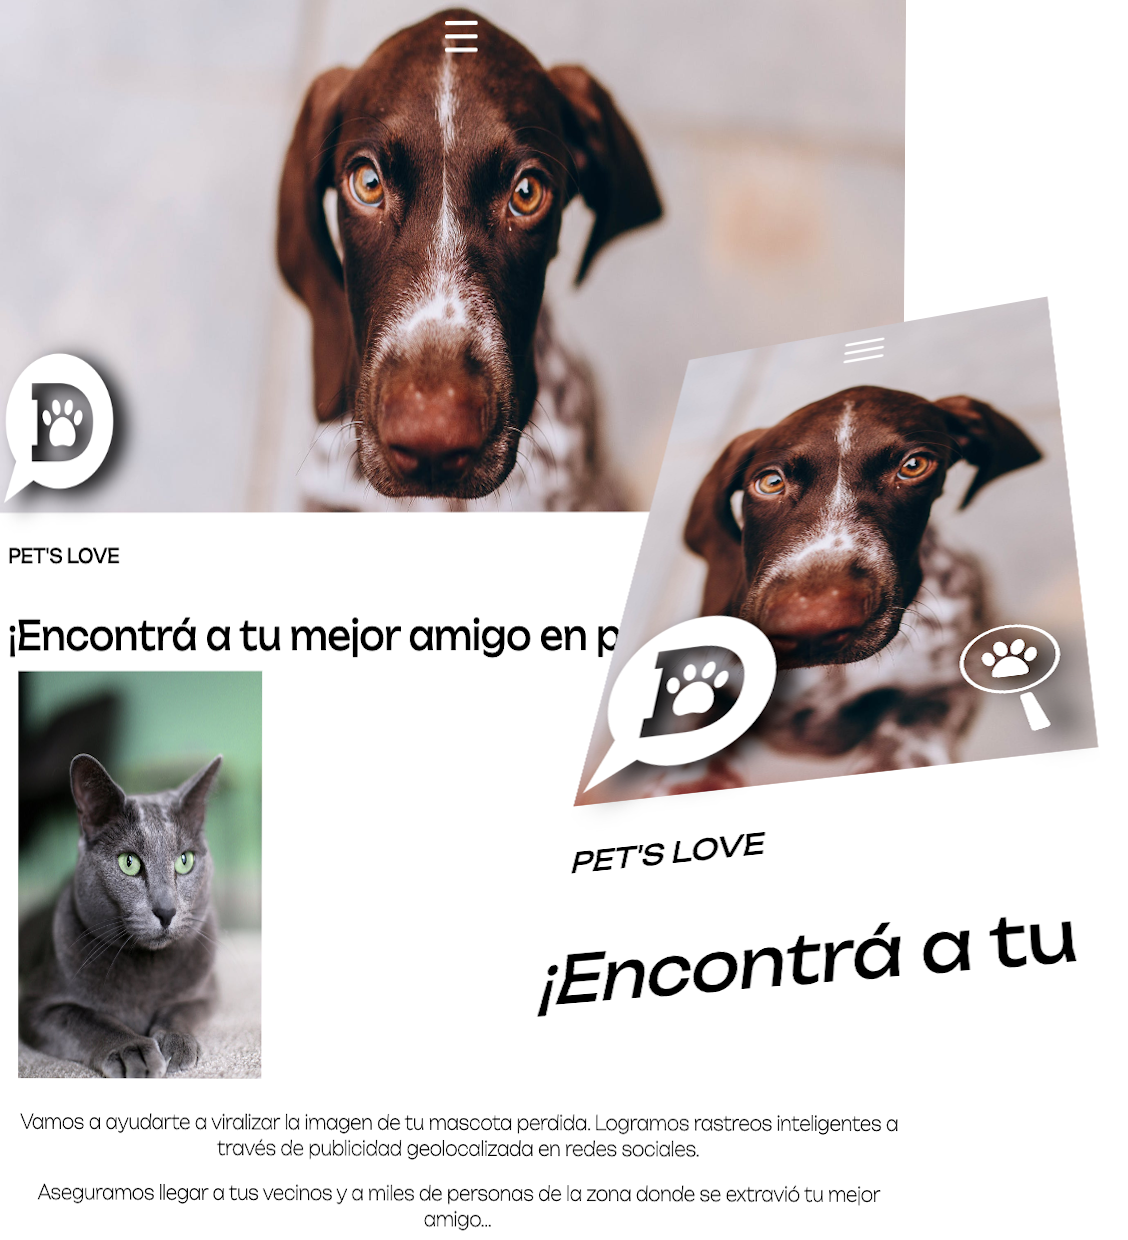 D
PET'S LOVE
¡Encontrá a tu mejor amigo en p
D
PET'S LOVE
¡Encontrá a tu
Vamos a ayudarte a viralizar la imagen de tu mascota perdida. Logramos rastreos inteligentes a
través de publicidad geolocalizada en redes sociales.
Aseguramos llegar a tus vecinos y a miles de personas de la zona donde se extravió tu mejor
amigo...